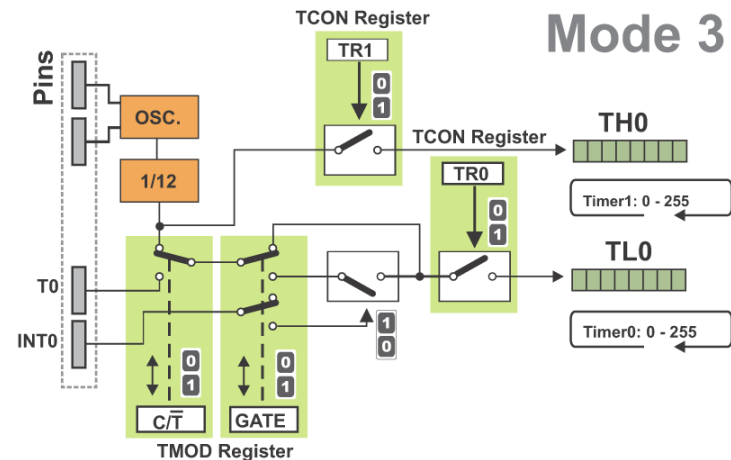 TCON Register
Mode 3
Pins
TR1
0
1
OSC.
TCON Register
TH0
1/12
TR0
Timer1: 0 - 255
0
1
TL0
T0
INT0
1
0
Timer0: 0 - 255
0
1
0
1
C/T̅
GATE
TMOD Register